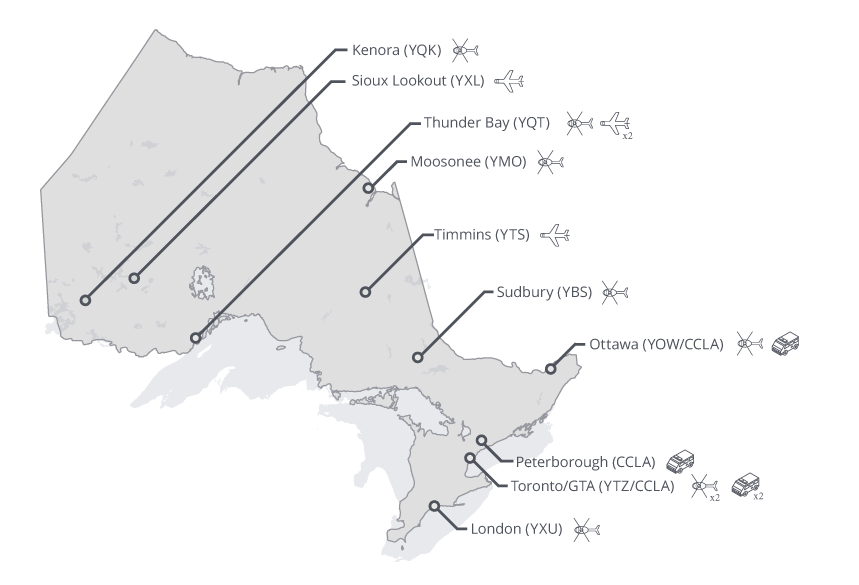 Kenora (YQK)
Sioux Lookout (YXL)
Thunder Bay (YQT)
x2
Moosonee (YMO)
Timmins (YTS)
Sudbury (YBS)
Ottawa (YOW/CCLA)
Peterborough (CCLA)
Toronto/GTA (YTZ/CCLA) x2 x2
London (YXU)